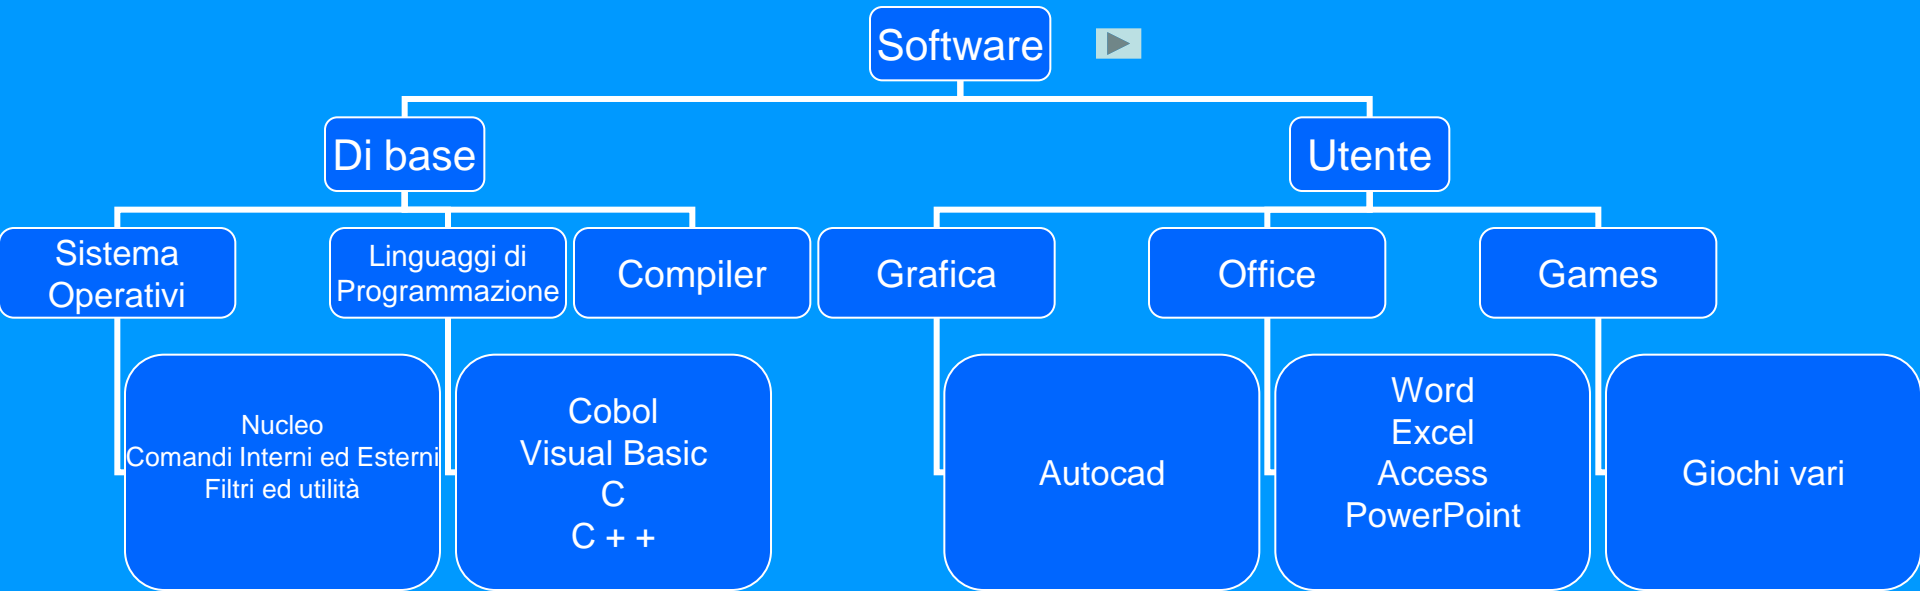 Software
Di base
Utente
Sistema
Operativi
Linguaggi di
Programmazione
Compiler
Grafica
Office
Games
Nucleo
Comandi Interni ed Esterni
Filtri ed utilità
Cobol
Visual Basic
C
C + +
Autocad
Word
Excel
Access
PowerPoint
Giochi vari